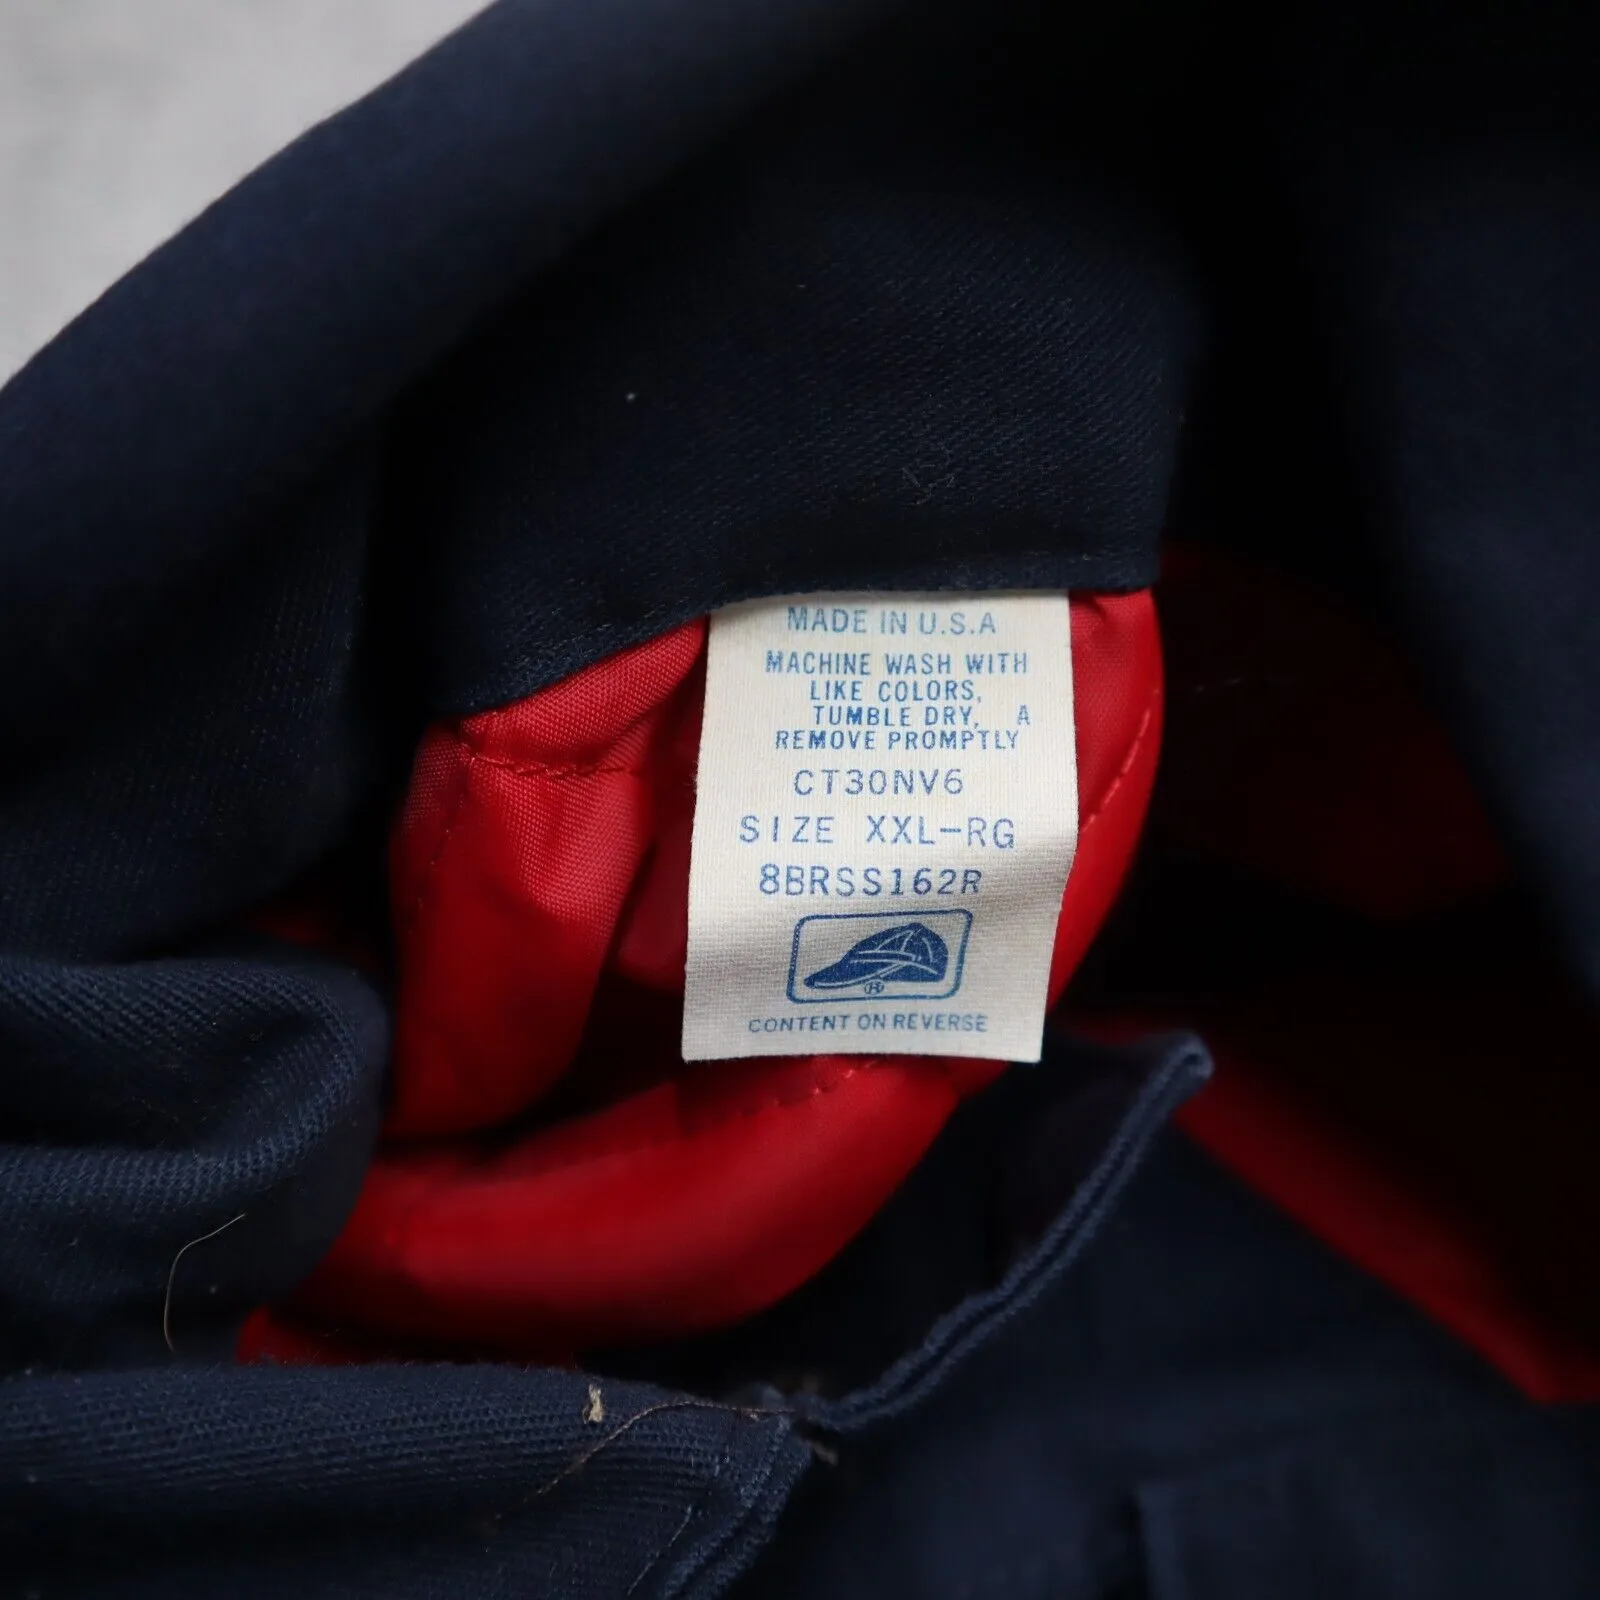 MADE IN U.S.A
MACHINE WASH WITH
LIKE COLORS,
TUMBLE DRY, A
REMOVE PROMPTLY
CT30NV6
SIZE XXL-RG
8BRSS162R
H
CONTENT ON REVERSE